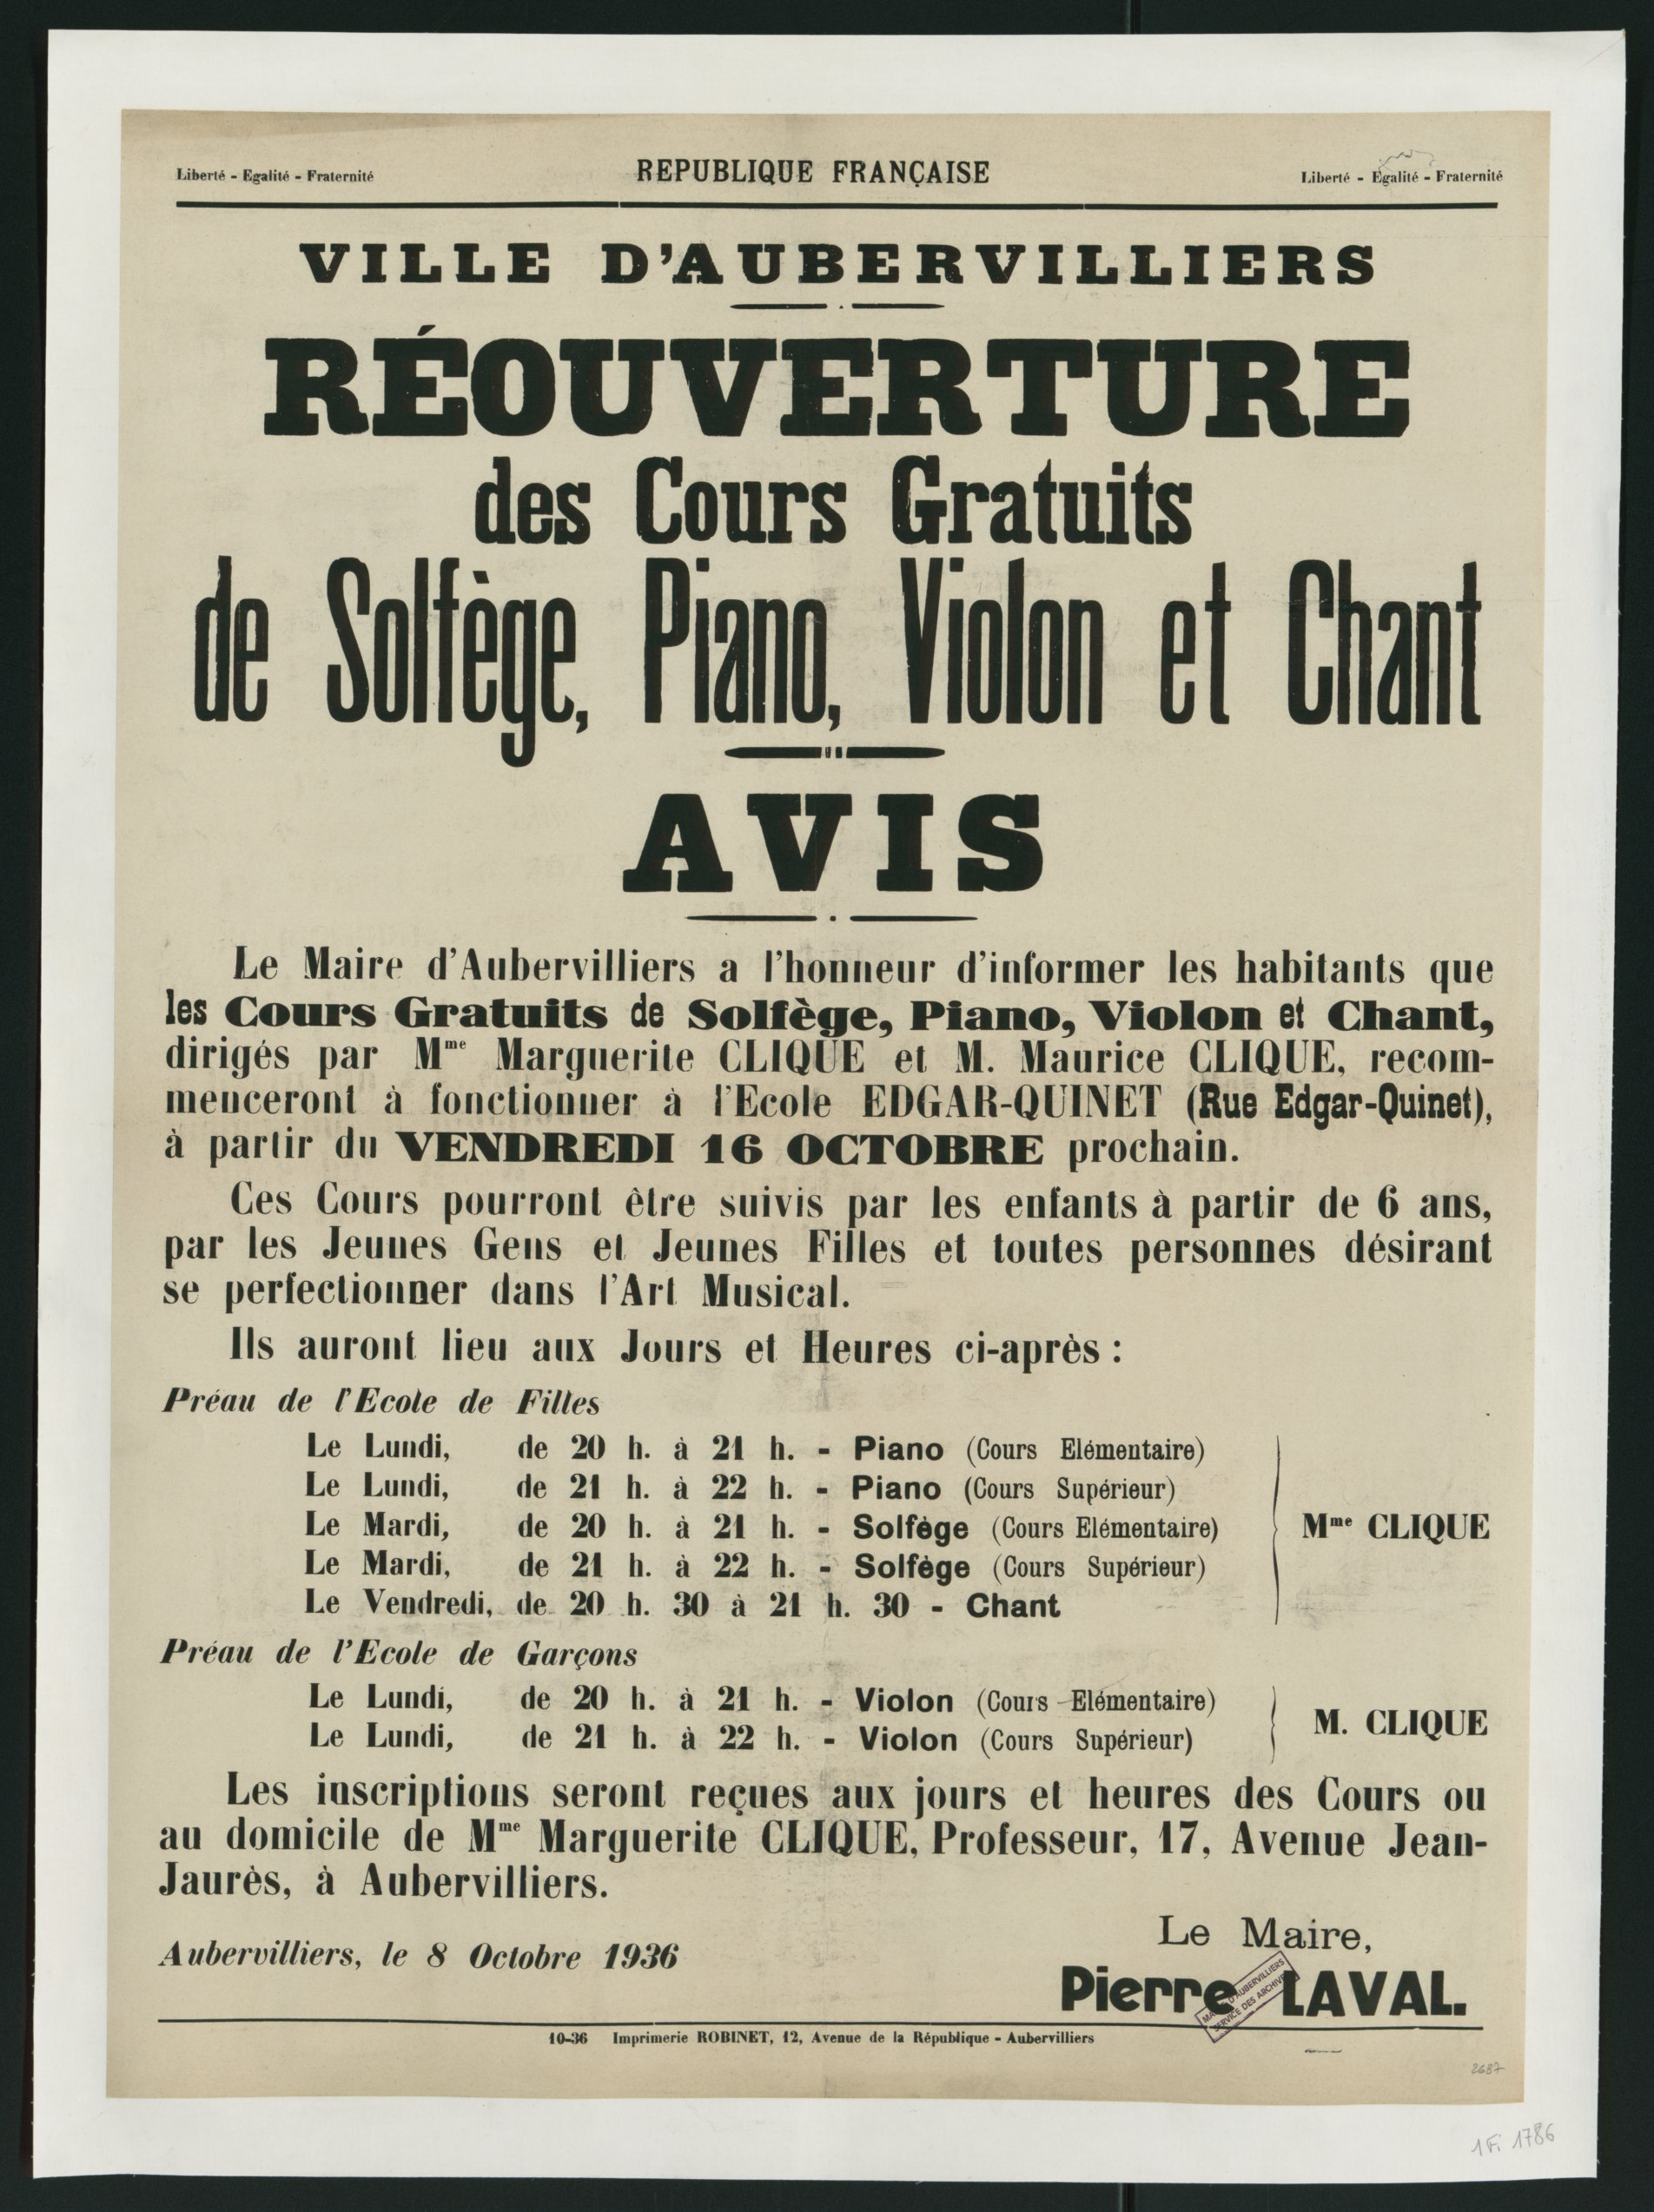 Liberté - Egalité - Fraternité
REPUBLIQUE FRANÇAISE
Liberté - Egalité - Fraternité
VILLE D'AUBERVILLIERS
RÉOUVERTURE
des Cours Gratuits
de Solfège, Piano, Violon et Chant
AVIS
Le Maire d'Aubervilliers a l'honneur d'informer les habitants que
les Cours Gratuits de Solfège, Piano, Violon et Chant,
dirigés par Mme Marguerite CLIQUE et M. Maurice CLIQUE, recom-
menceront à fonctionner à l'Ecole EDGAR-QUINET (Rue Edgar-Quinet),
à partir du VENDREDI 16 OCTOBRE prochain.
Ces Cours pourront être suivis par les enfants à partir de 6 ans,
par les Jeunes Gens et Jeunes Filles et toutes personnes désirant
se perfectionner dans l'Art Musical.
Ils auront lieu aux Jours et Heures ci-après :
Préau de l'Ecole de Filles
Le Lundi, de 20 h. à 21 h. - Piano (Cours Elémentaire)
Le Lundi, de 21 h. à 22 h. - Piano (Cours Supérieur)
Le Mardi, de 20 h. à 21 h. - Solfège (Cours Elémentaire)
Mme CLIQUE
Le Mardi, de 21 h. à 22 h. - Solfège (Cours Supérieur)
Le Vendredi, de 20 h. 30 à 21 h. 30 - Chant
Préau de l'Ecole de Garçons
Le Lundi, de 20 h. à 21 h. - Violon (Cours Elémentaire)
M. CLIQUE
Le Lundi, de 21 h. à 22 h. - Violon (Cours Supérieur)
Les inscriptions seront reçues aux jours et heures des Cours ou
au domicile de Mme Marguerite CLIQUE, Professeur, 17, Avenue Jean-
Jaurès, à Aubervilliers.
Aubervilliers, le 8 Octobre 1936
Le Maire,
Pierre LAVAL.
D'AUBERVILLIERS
SERVICE DES ARCHIVES
10-36 Imprimerie ROBINET, 12, Avenue de la République - Aubervilliers
2687
1Fi 1786